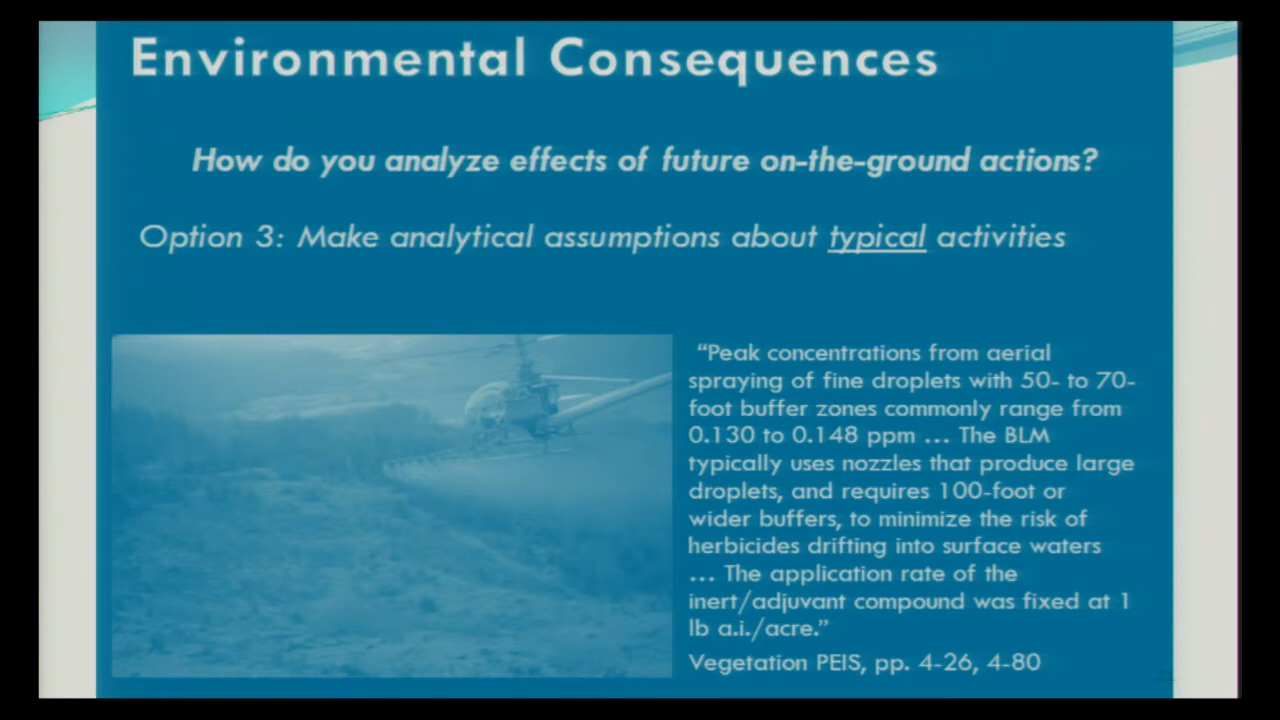 Environmental Consequences
How do you analyze effects of future on-the-ground actions?
Option 3: Make analytical assumptions about typical activities
“Peak concentrations from aerial
spraying of fine droplets with 50- to 70-
foot buffer zones commonly range from
0.130 to 0.148 ppm ... The BLM
typically uses nozzles that produce large
droplets, and requires 100-foot or
wider buffers, to minimize the risk of
herbicides drifting into surface waters
... The application rate of the
inert/adjuvant compound was fixed at 1
lb a.i./acre.”
Vegetation PEIS, pp. 4-26, 4-80